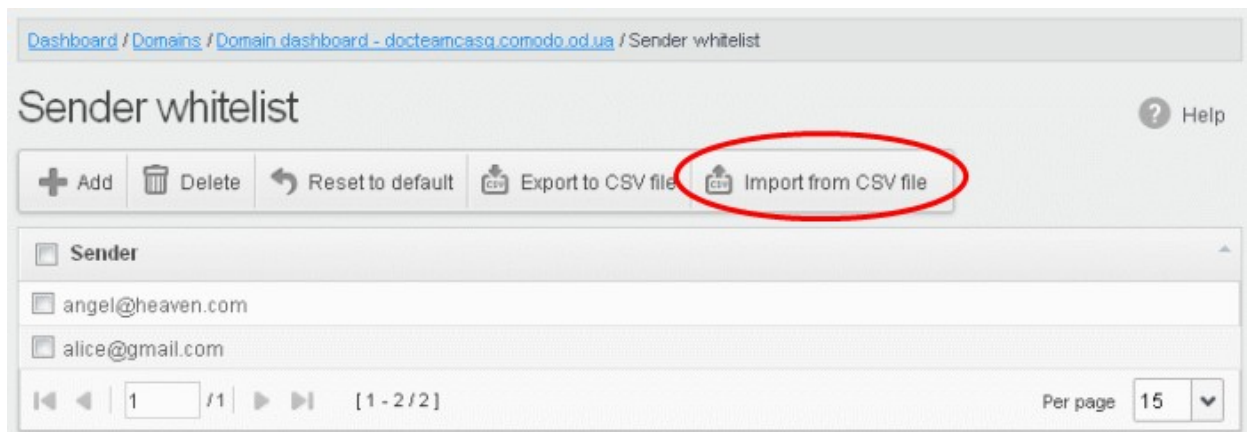 Dashboard / Domains / Domain dashboard - docteamcasg.comodo.od.ua / Sender whitelist
Sender whitelist
Help
Add Delete Reset to default Export to CSV file Import from CSV file
Sender
angel@heaven.com
alice@gmail.com
1 /1 [1-2/2] Per page 15